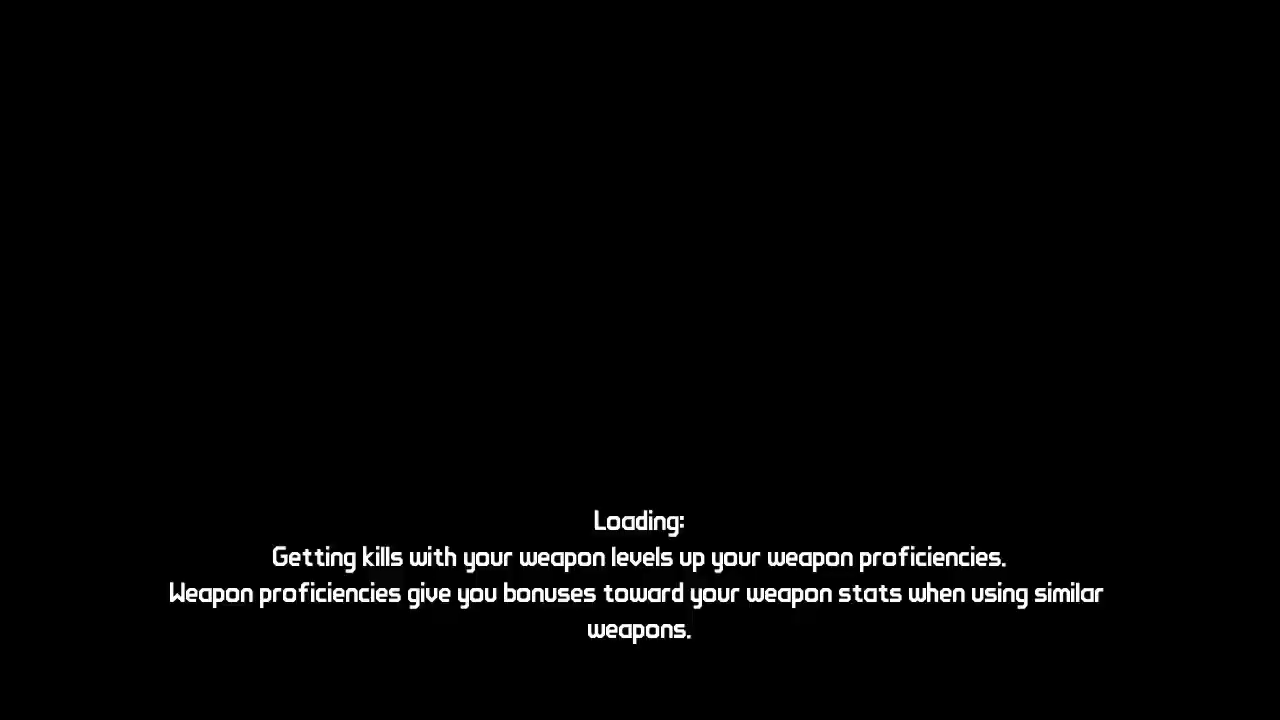 Loading:
Getting kills with your weapon levels up your weapon proficiencies.
Weapon proficiencies give you bonuses toward your weapon stats when using similar
weapons.